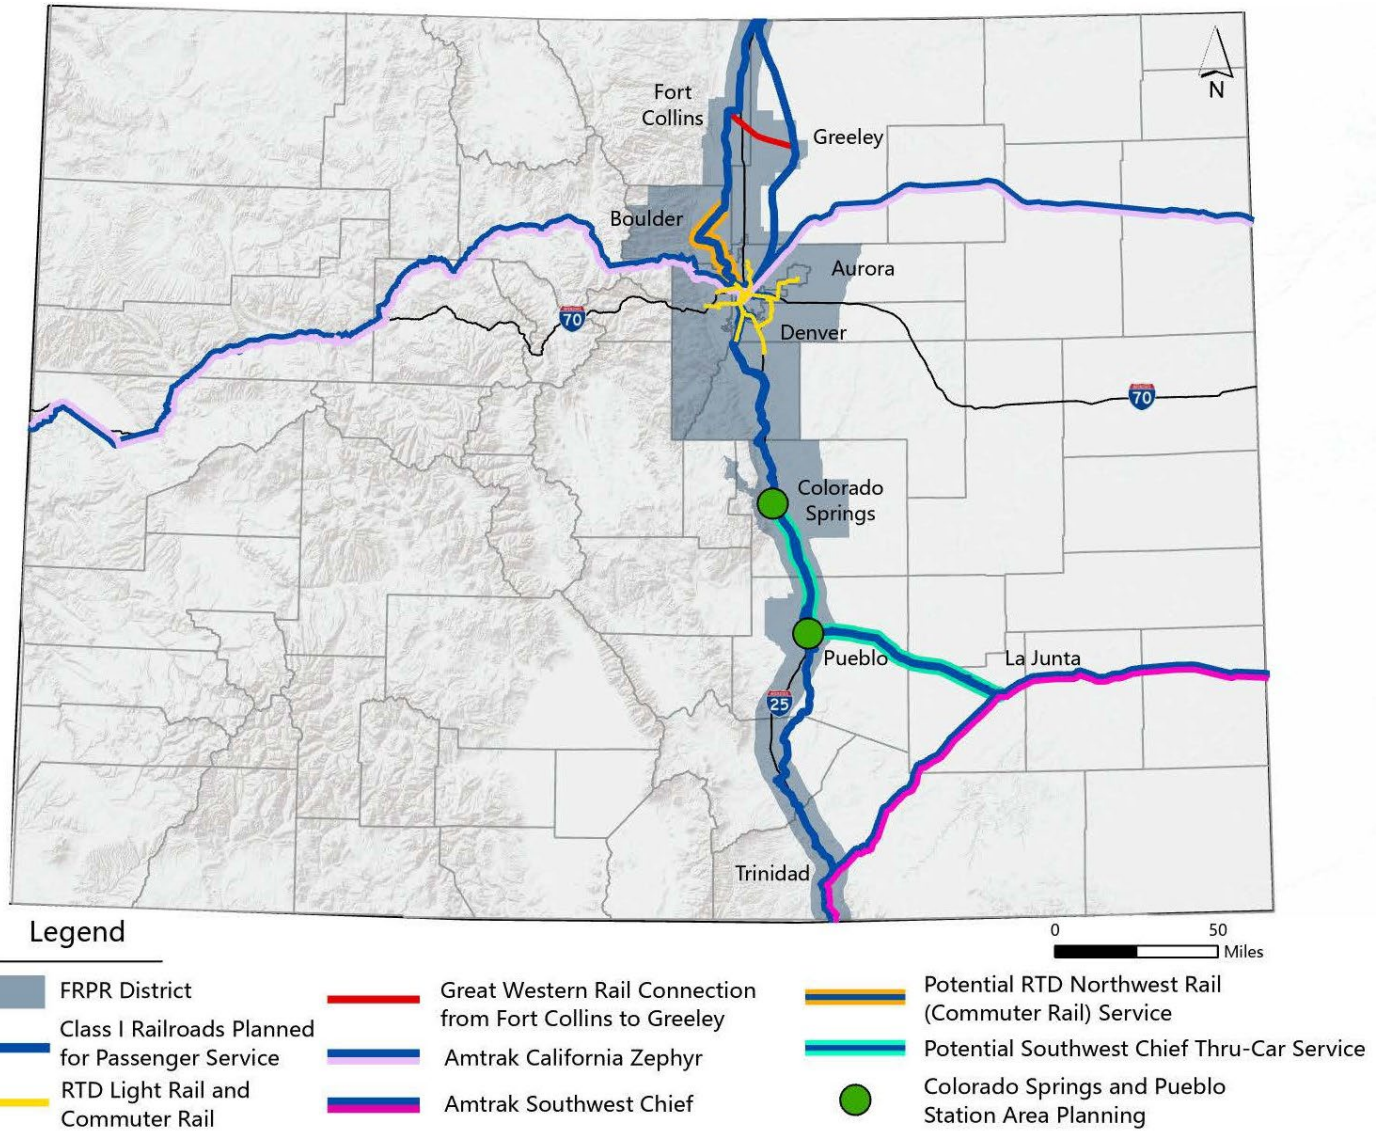 N
Fort
Collins
Greeley
Boulder
Aurora
70
Denver
70
Colorado
Springs
Pueblo
La Junta
25
Trinidad
Legend
0 50
Miles
FRPR District
Class I Railroads Planned
for Passenger Service
RTD Light Rail and
Commuter Rail
Great Western Rail Connection
from Fort Collins to Greeley
Amtrak California Zephyr
Amtrak Southwest Chief
Potential RTD Northwest Rail
(Commuter Rail) Service
Potential Southwest Chief Thru-Car Service
Colorado Springs and Pueblo
Station Area Planning